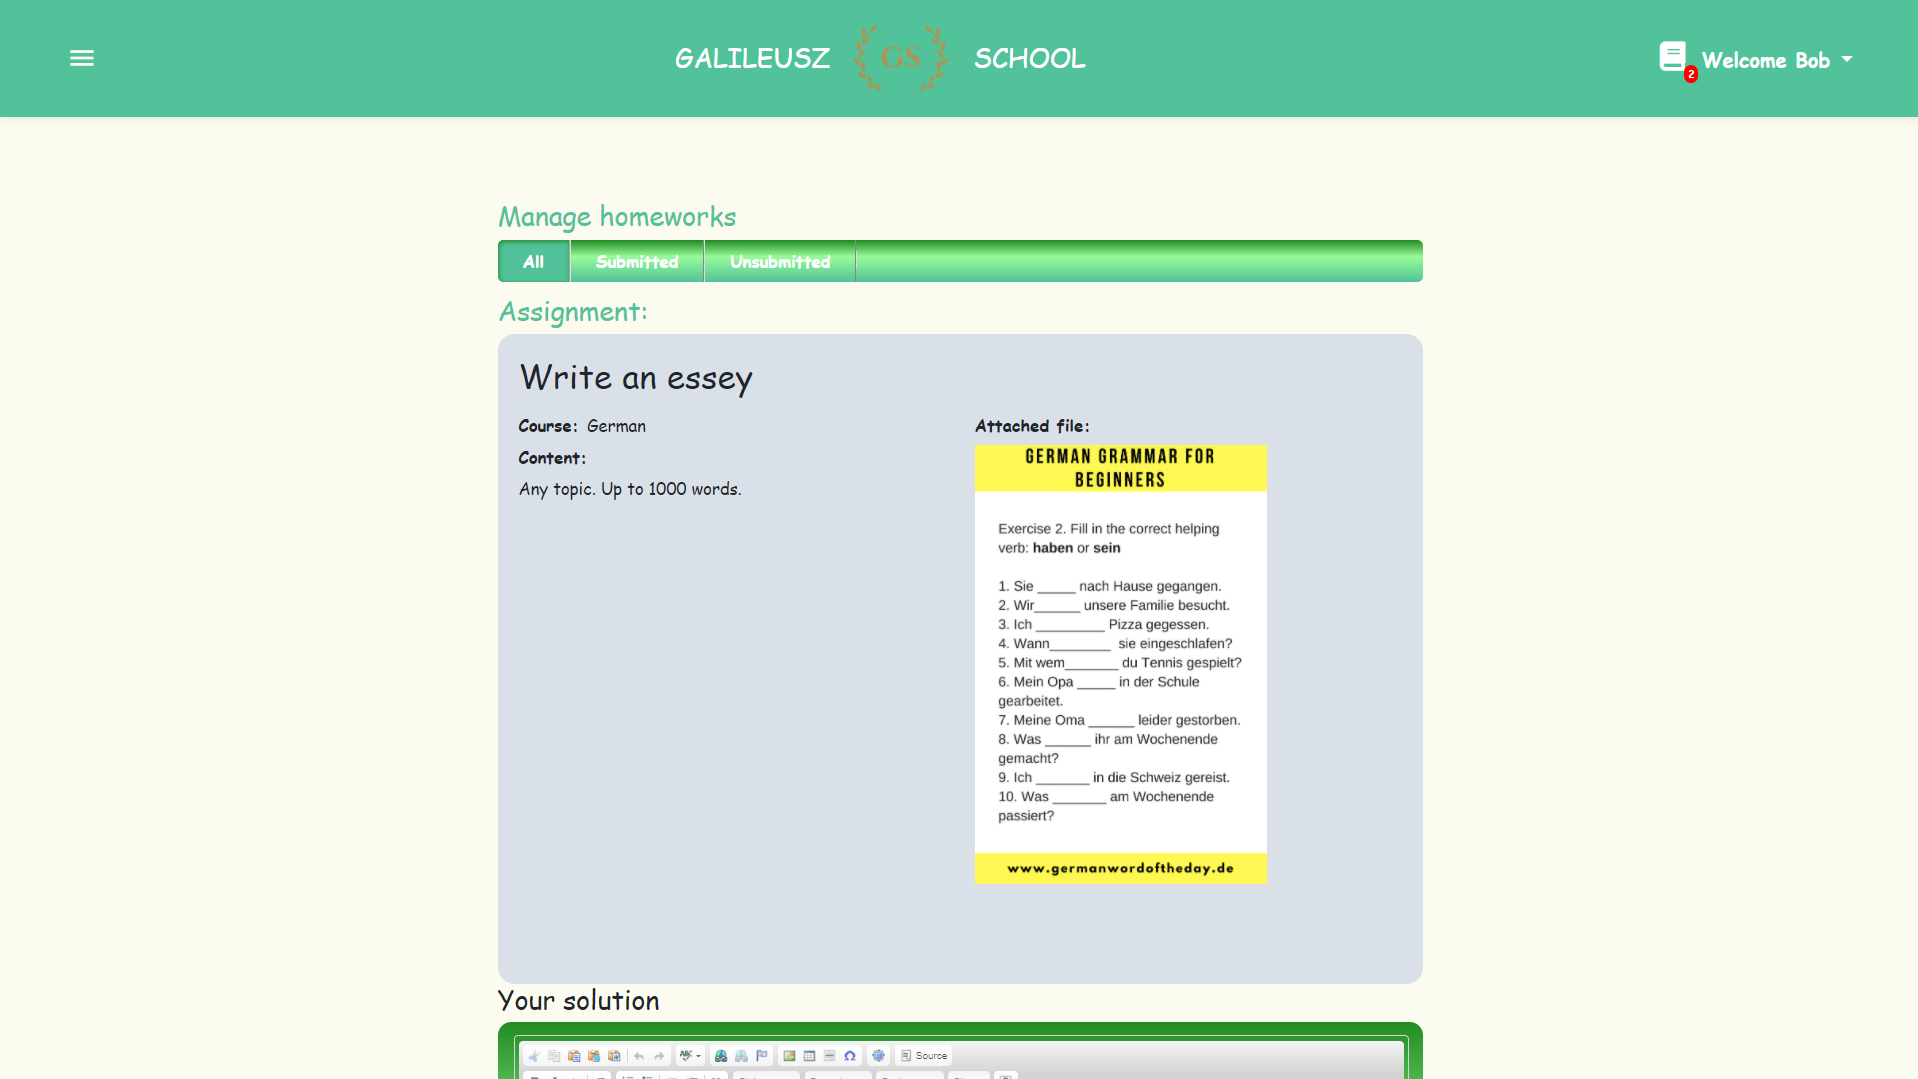 GALILEUSZ GS SCHOOL
2 Welcome Bob
Manage homeworks
All Submitted Unsubmitted
Assignment:
Write an essey
Course: German
Content:
Any topic. Up to 1000 words.
Attached file:
GERMAN GRAMMAR FOR
BEGINNERS
Exercise 2. Fill in the correct helping
verb: haben or sein
1. Sie _____ nach Hause gegangen.
2. Wir______ unsere Familie besucht.
3. Ich _________ Pizza gegessen.
4. Wann________ sie eingeschlafen?
5. Mit wem_______ du Tennis gespielt?
6. Mein Opa _____ in der Schule
gearbeitet.
7. Meine Oma ______ leider gestorben.
8. Was ______ ihr am Wochenende
gemacht?
9. Ich _______ in die Schweiz gereist.
10. Was _______ am Wochenende
passiert?
www.germanwordoftheday.de
Your solution
ABC Source